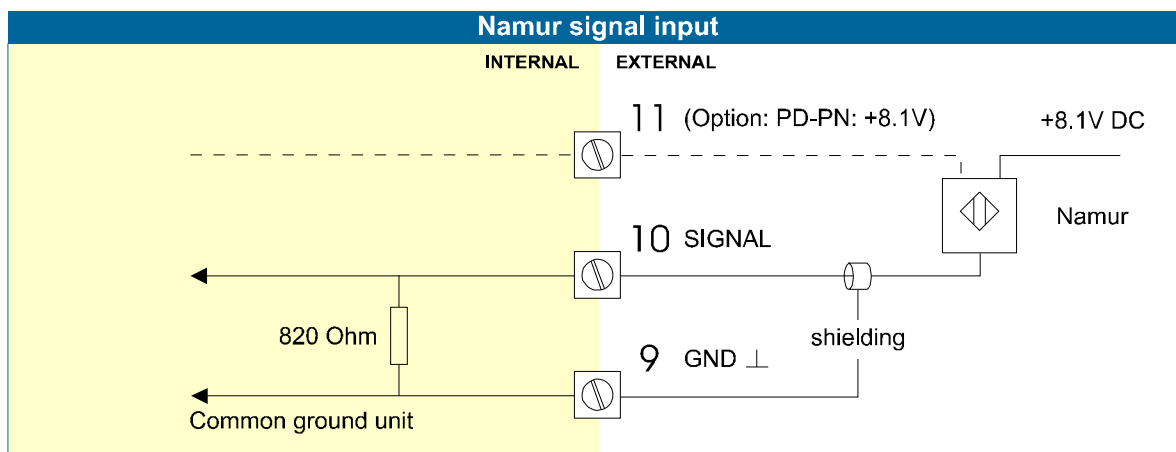 Namur signal input
INTERNAL EXTERNAL
11 (Option: PD-PN: +8.1V) +8.1V DC
Namur
10 SIGNAL
820 Ohm
shielding
9 GND ⊥
Common ground unit